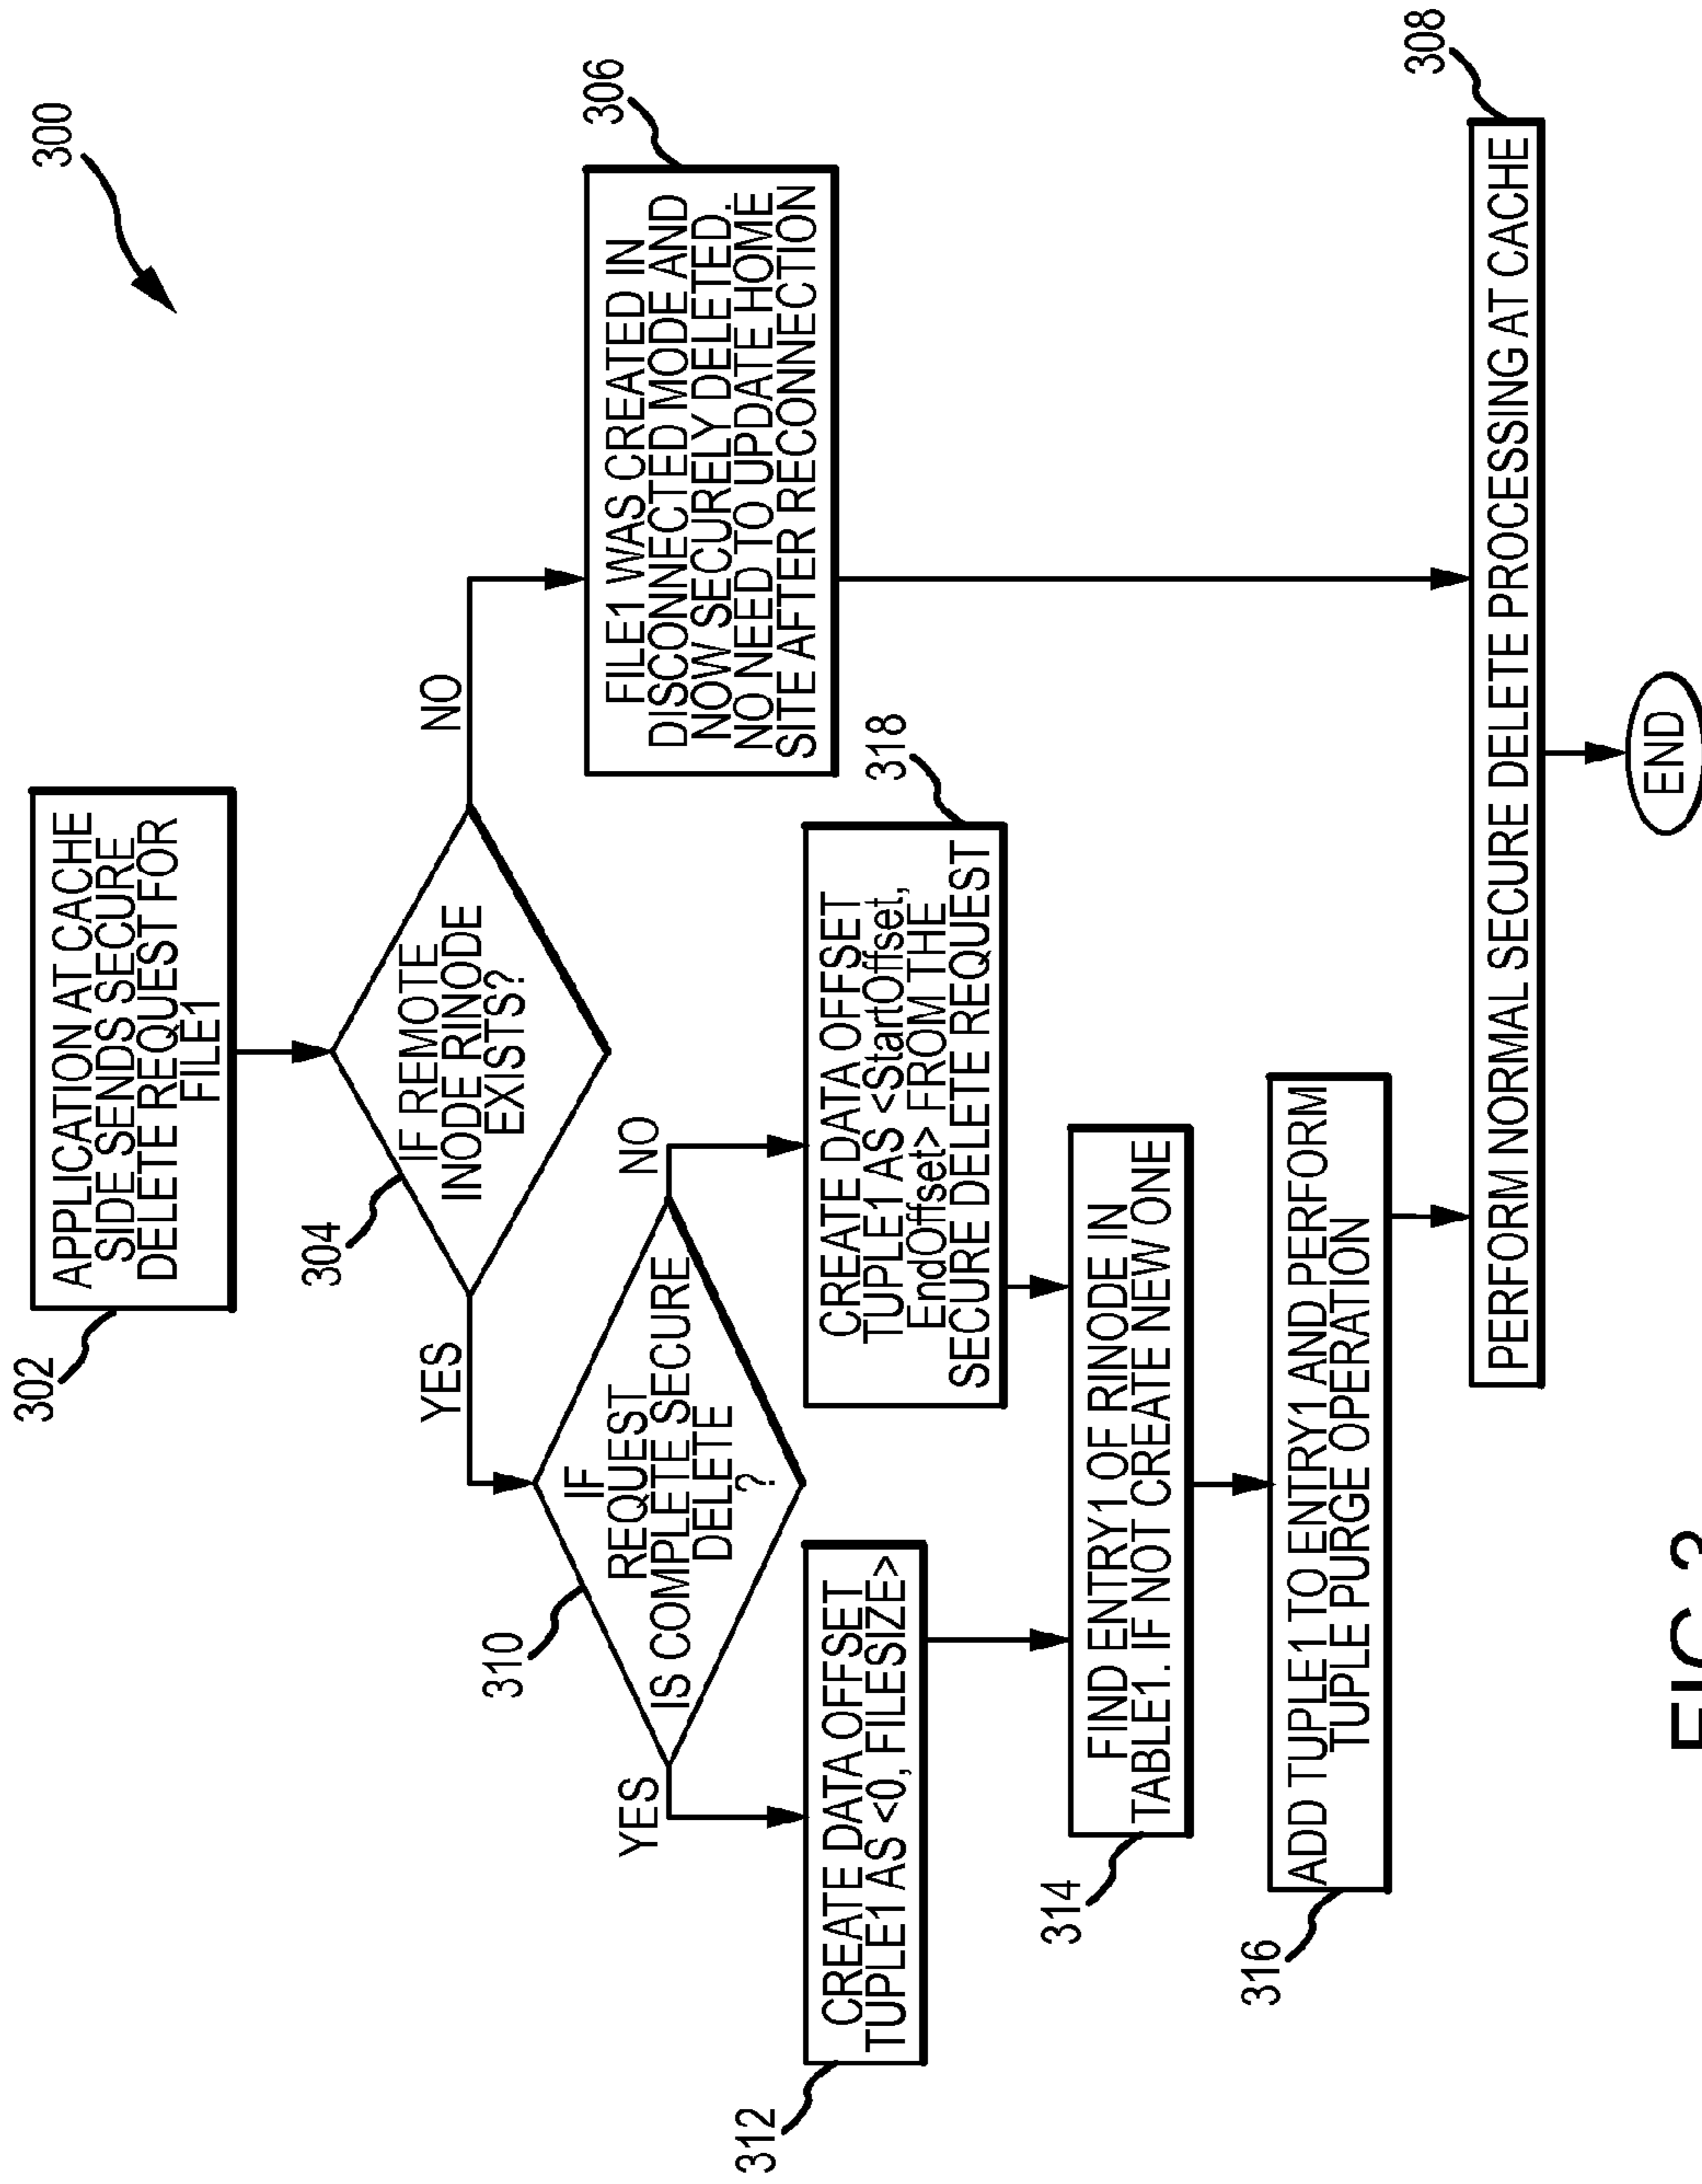 300
302
APPLICATION AT CACHE
SIDE SENDS SECURE
DELETE REQUEST FOR
FILE1
304
IF REMOTE
INODE RINODE
EXISTS?
YES
NO
306
FILE1 WAS CREATED IN
DISCONNECTED MODE AND
NOW SECURELY DELETED.
NO NEED TO UPDATE HOME
SITE AFTER RECONNECTION
310
IF
REQUEST
IS COMPLETE SECURE
DELETE
?
YES
NO
312
CREATE DATA OFFSET
TUPLE1 AS <0, FILESIZE>
318
CREATE DATA OFFSET
TUPLE1 AS <StartOffset,
EndOffset> FROM THE
SECURE DELETE REQUEST
314
FIND ENTRY1 OF RINODE IN
TABLE1. IF NOT CREATE NEW ONE
316
ADD TUPLE1 TO ENTRY1 AND PERFORM
TUPLE PURGE OPERATION
308
PERFORM NORMAL SECURE DELETE PROCESSING AT CACHE
END
FIG. 3